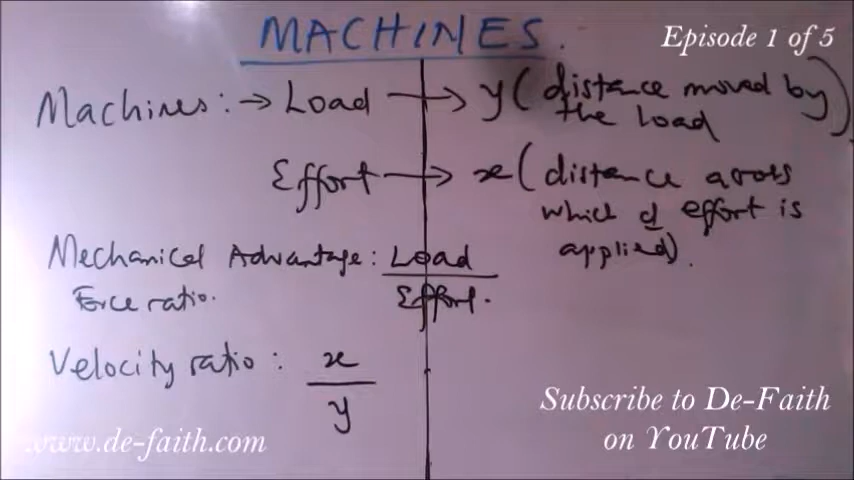 MACHINES.
Episode 1 of 5
Machines: → Load → y (distance moved by
the load)
Effort → x (distance across
which d effort is
applied).
Mechanical Advantage: Load
Force ratio. Effort.
Velocity ratio: x
y
Subscribe to De-Faith
on YouTube
www.de-faith.com